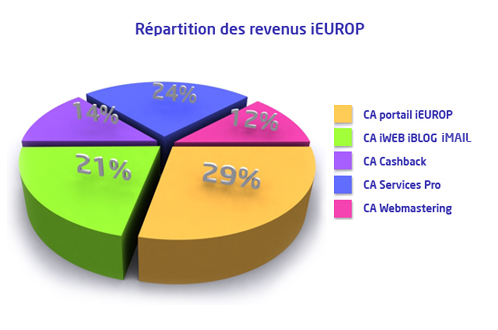 Répartition des revenus iEUROP
24%
14%
12%
21%
29%
CA portail iEUROP
CA iWEB iBLOG iMAIL
CA Cashback
CA Services Pro
CA Webmastering